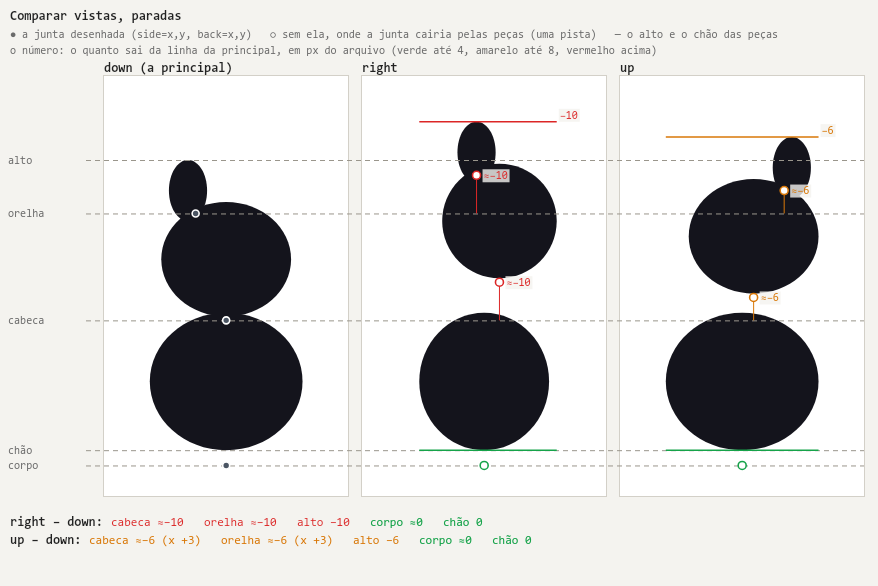 Comparar vistas, paradas
● a junta desenhada (side=x,y, back=x,y) ○ sem ela, onde a junta cairia pelas peças (uma pista) — o alto e o chão das peças
o número: o quanto sai da linha da principal, em px do arquivo (verde até 4, amarelo até 8, vermelho acima)
down (a principal) right up
-10
-6
alto
≈-10
≈-6
orelha
≈-10
≈-6
cabeca
chão
corpo
right - down: cabeca ≈-10 orelha ≈-10 alto -10 corpo ≈0 chão 0
up - down: cabeca ≈-6 (x +3) orelha ≈-6 (x +3) alto -6 corpo ≈0 chão 0